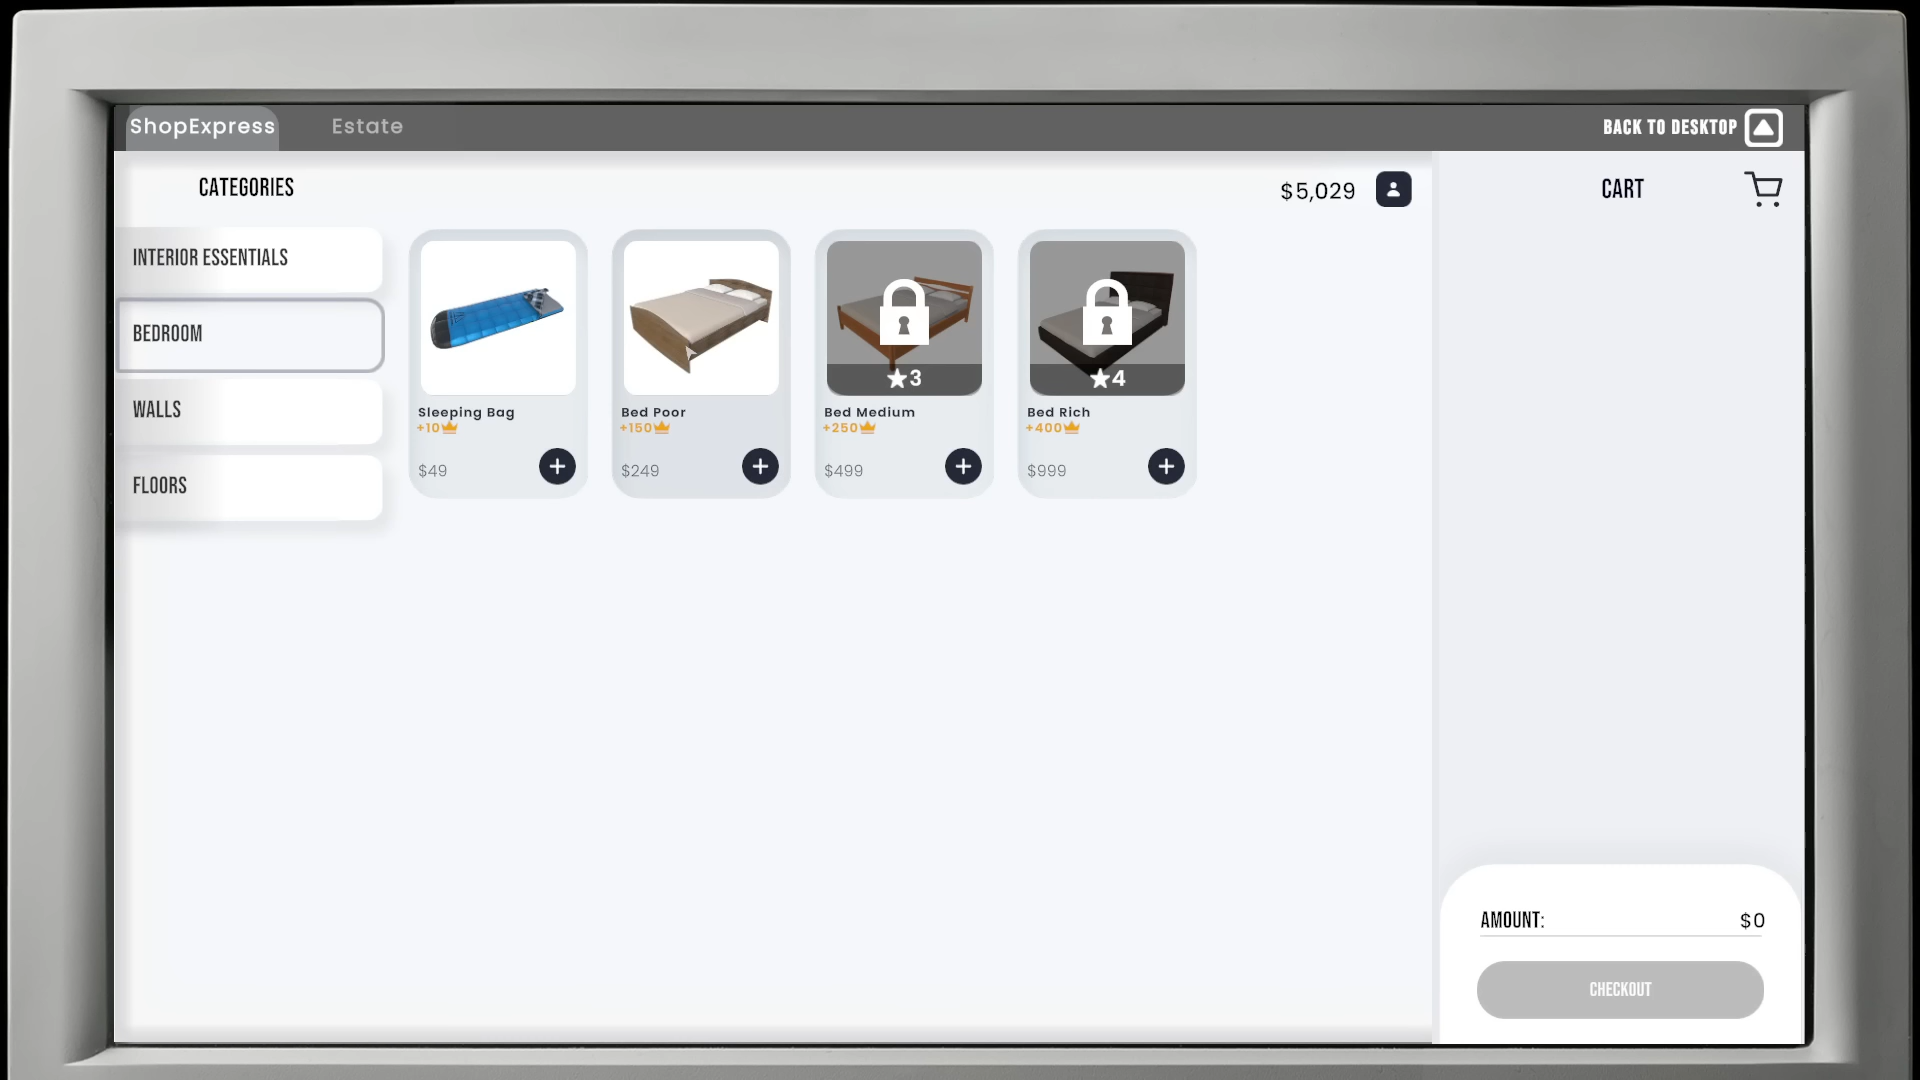 ShopExpress
Estate
BACK TO DESKTOP
CATEGORIES
$5,029
CART
INTERIOR ESSENTIALS
BEDROOM
WALLS
FLOORS
3
4
Sleeping Bag
+10
$49
Bed Poor
+150
$249
Bed Medium
+250
$499
Bed Rich
+400
$999
AMOUNT:
$0
CHECKOUT